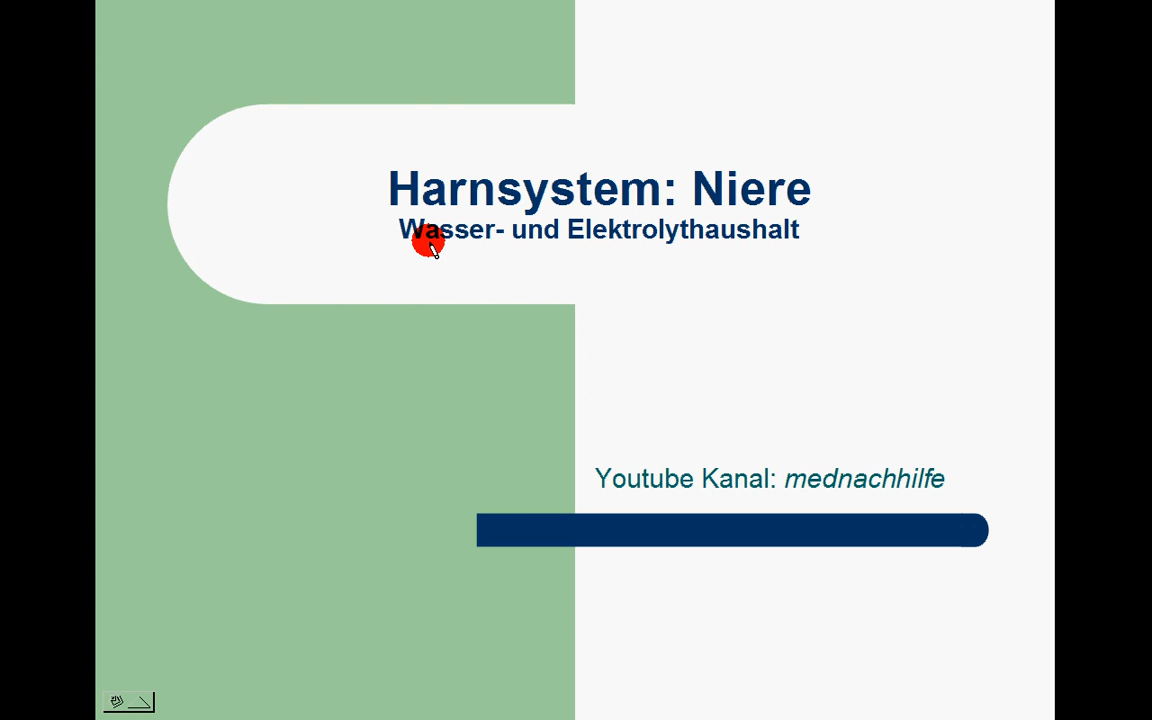 Harnsystem: Niere
Wasser- und Elektrolythaushalt
Youtube Kanal: mednachhilfe